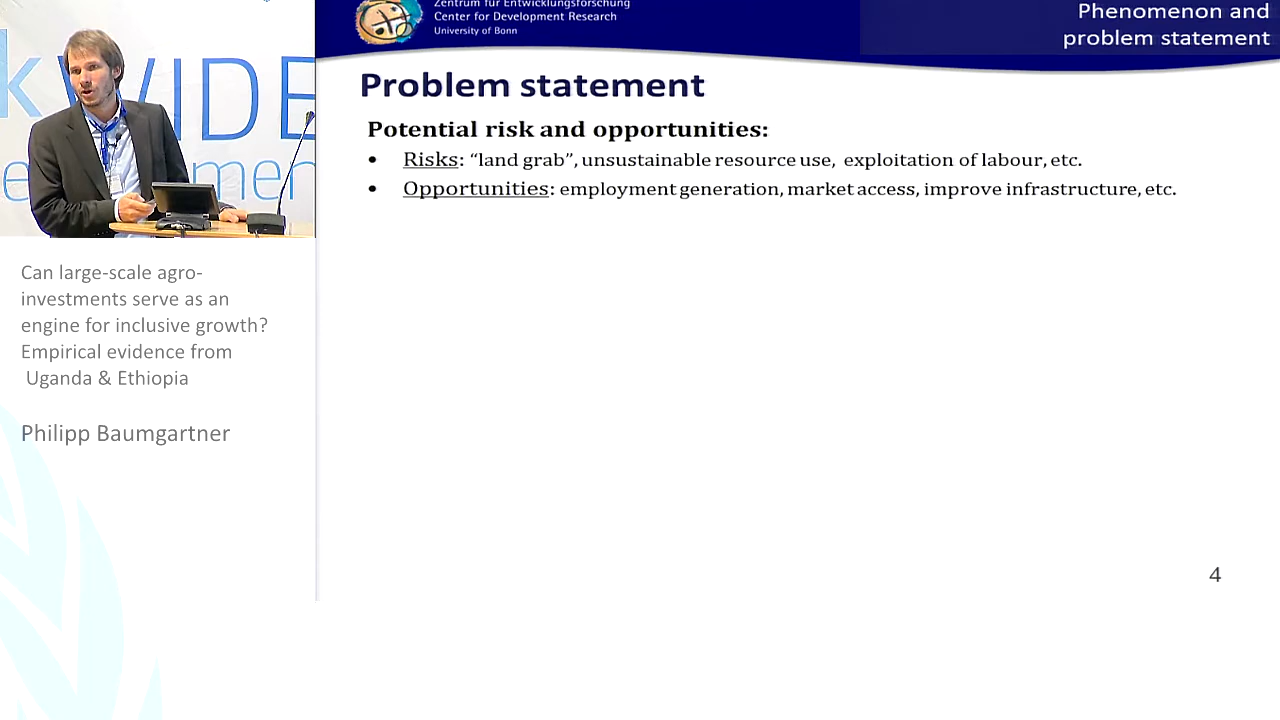 Zentrum für Entwicklungsforschung
Center for Development Research
University of Bonn
Phenomenon and
problem statement
Problem statement
Potential risk and opportunities:
• Risks: “land grab”, unsustainable resource use, exploitation of labour, etc.
• Opportunities: employment generation, market access, improve infrastructure, etc.
4
k WIDE
e men
Can large-scale agro-
investments serve as an
engine for inclusive growth?
Empirical evidence from
Uganda & Ethiopia
Philipp Baumgartner